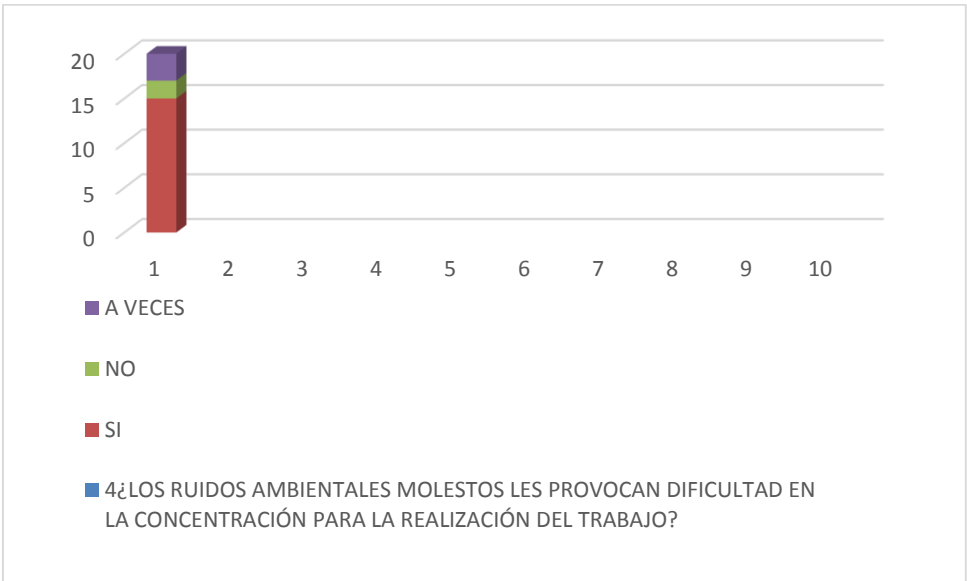 20
15
10
5
0
1 2 3 4 5 6 7 8 9 10
A VECES
NO
SI
4¿LOS RUIDOS AMBIENTALES MOLESTOS LES PROVOCAN DIFICULTAD EN
LA CONCENTRACIÓN PARA LA REALIZACIÓN DEL TRABAJO?